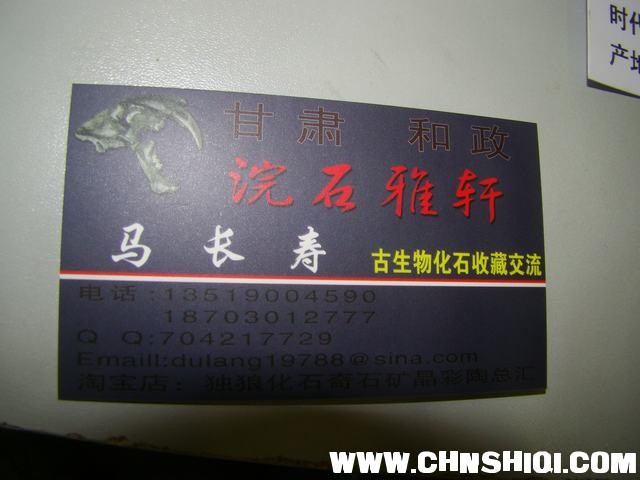 时代
产地
甘肃 和政
浣石雅轩
马长寿
古生物化石收藏交流
电话:13519004590
18703012777
Q Q:704217729
Emaill:dulang19788@sina.com
淘宝店：独狼化石奇石矿晶彩陶总汇
WWW.CHNSHIQI.COM